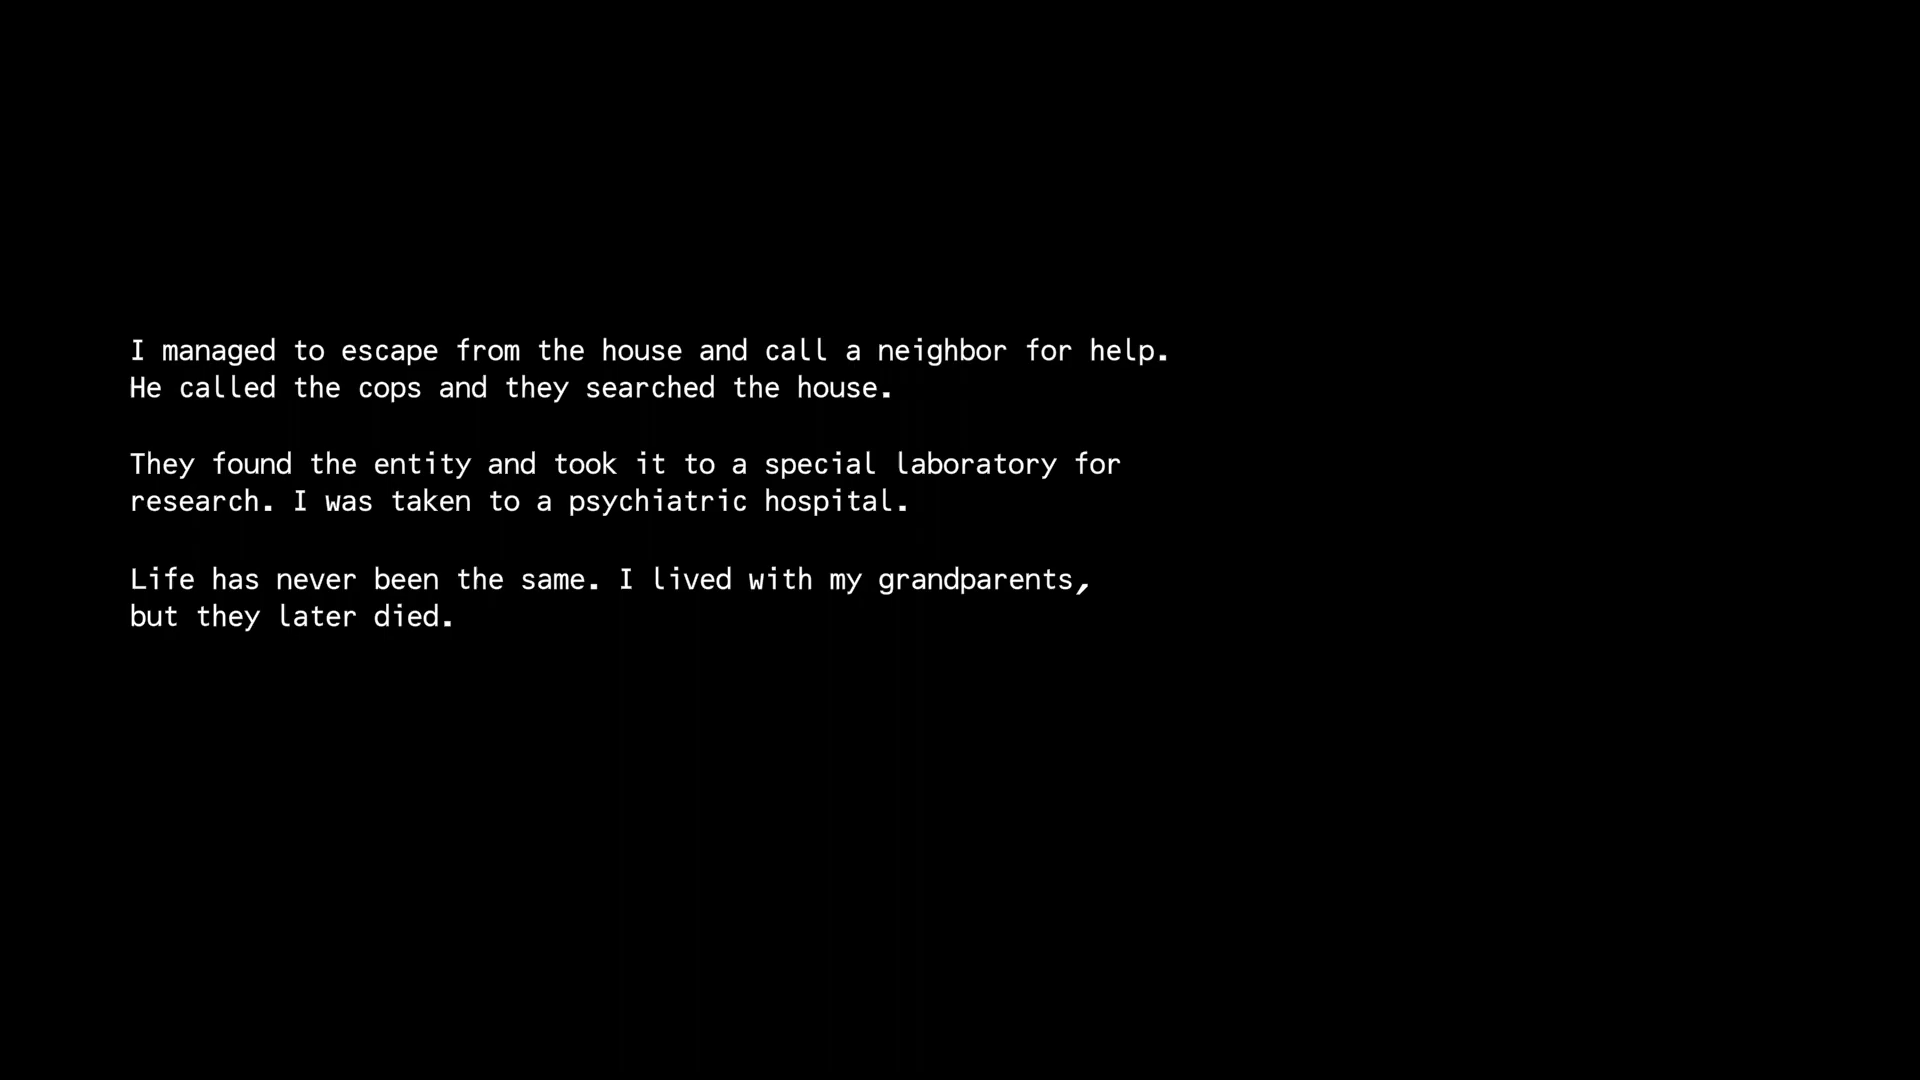 I managed to escape from the house and call a neighbor for help.
He called the cops and they searched the house.
They found the entity and took it to a special laboratory for
research. I was taken to a psychiatric hospital.
Life has never been the same. I lived with my grandparents,
but they later died.